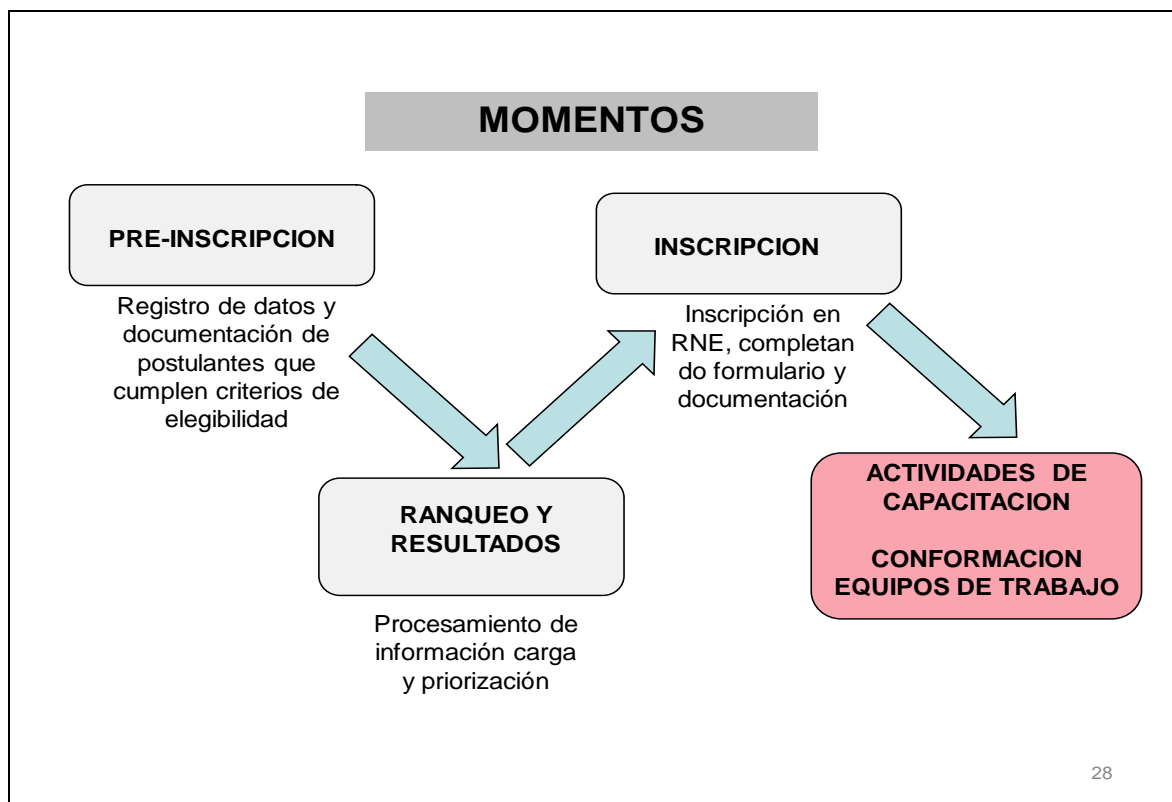 MOMENTOS
PRE-INSCRIPCION
Registro de datos y
documentación de
postulantes que
cumplen criterios de
elegibilidad
RANQUEO Y
RESULTADOS
Procesamiento de
información carga
y priorización
INSCRIPCION
Inscripción en
RNE, completan
do formulario y
documentación
ACTIVIDADES DE
CAPACITACION
CONFORMACION
EQUIPOS DE TRABAJO
28